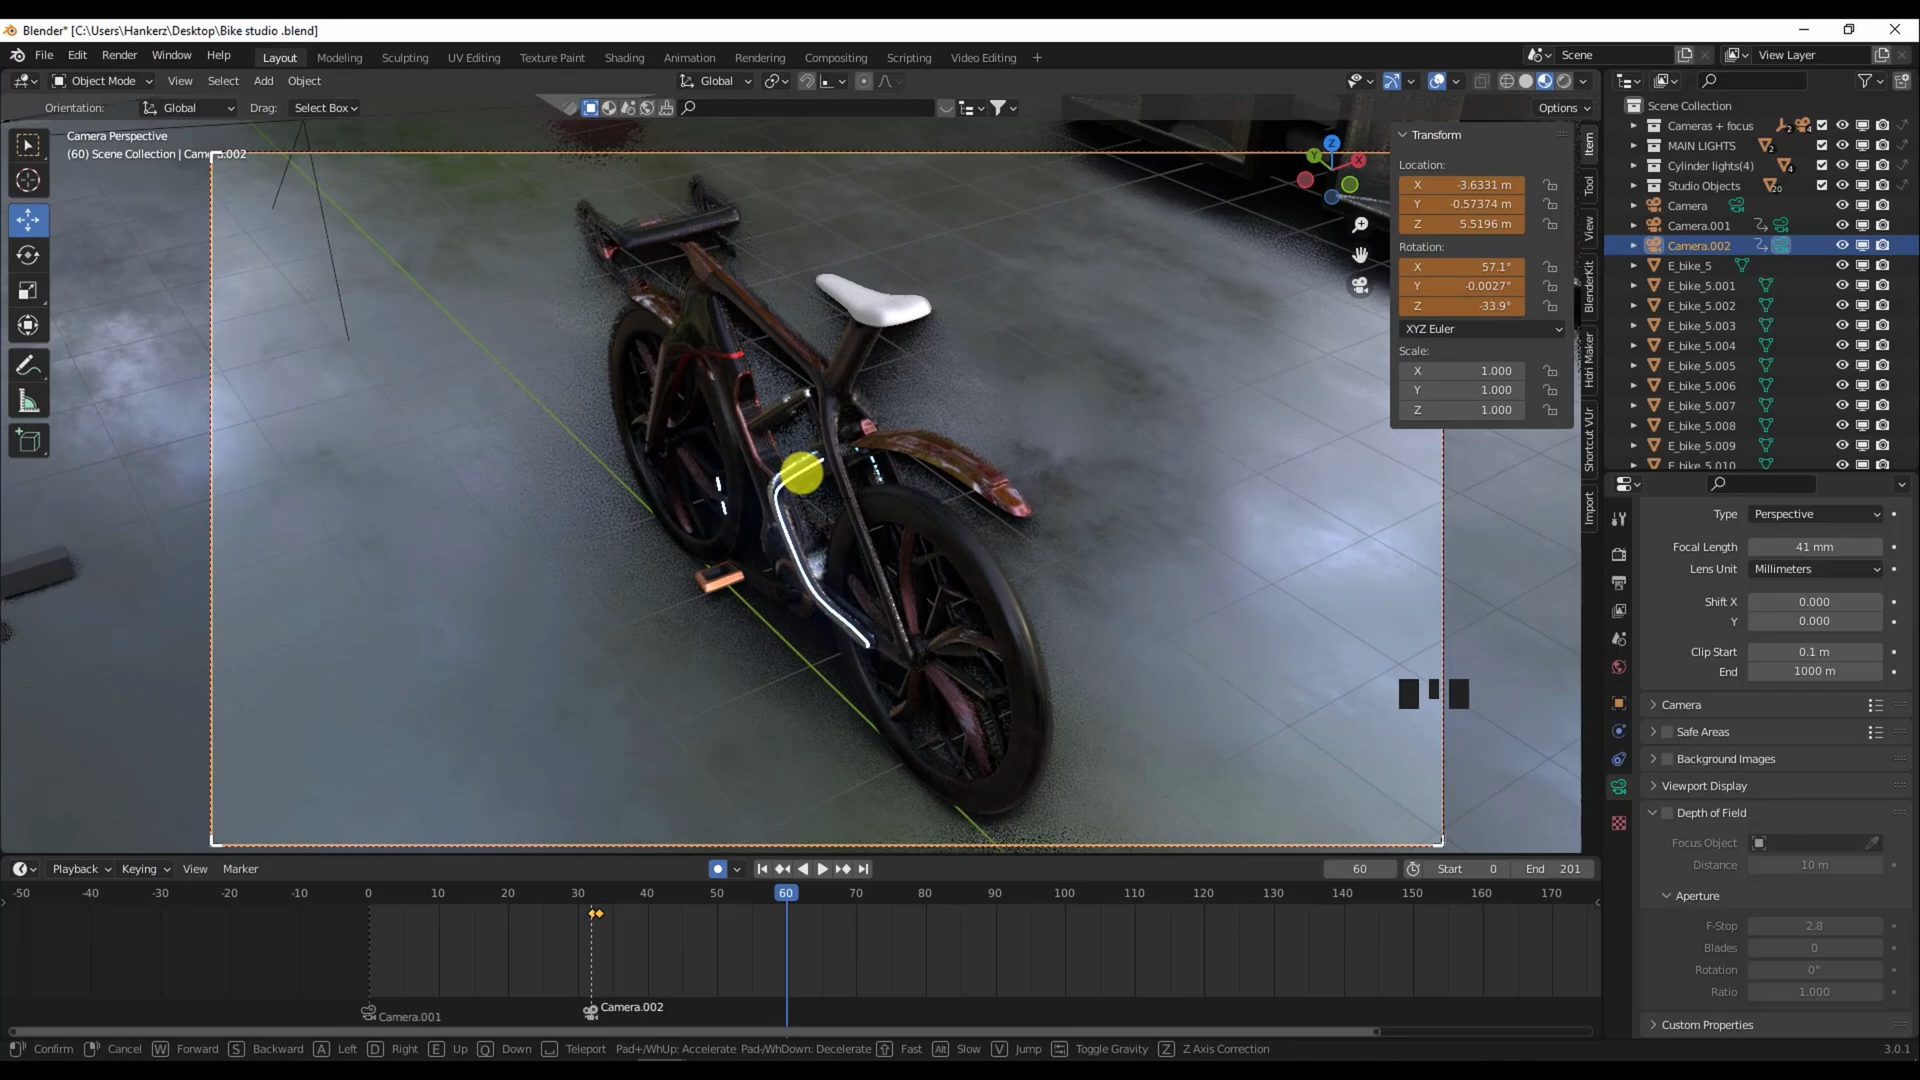 Blender* [C:\Users\Hankerz\Desktop\Bike studio .blend]
File Edit Render Window Help Layout Modeling Sculpting UV Editing Texture Paint Shading Animation Rendering Compositing Scripting Video Editing + Scene View Layer
Object Mode View Select Add Object Global
Orientation: Global Drag: Select Box Options
Camera Perspective
(60) Scene Collection | Camera.002
Z
Y
X
Transform
Location:
X -3.6331 m
Y -0.57374 m
Z 5.5196 m
Rotation:
X 57.1°
Y -0.0027°
Z -33.9°
XYZ Euler
Scale:
X 1.000
Y 1.000
Z 1.000
Item
Tool
View
BlenderKit
Hdri Maker
Shortcut VUr
Import
Scene Collection
Cameras + focus 2 4
MAIN LIGHTS 2
Cylinder lights(4) 4
Studio Objects 20
Camera
Camera.001
Camera.002
E_bike_5
E_bike_5.001
E_bike_5.002
E_bike_5.003
E_bike_5.004
E_bike_5.005
E_bike_5.006
E_bike_5.007
E_bike_5.008
E_bike_5.009
E_bike_5.010
Type Perspective
Focal Length 41 mm
Lens Unit Millimeters
Shift X 0.000
Y 0.000
Clip Start 0.1 m
End 1000 m
Camera
Safe Areas
Background Images
Viewport Display
Depth of Field
Focus Object
Distance 10 m
Aperture
F-Stop 2.8
Blades 0
Rotation 0°
Ratio 1.000
Custom Properties
Playback Keying View Marker 60 Start 0 End 201
-50 -40 -30 -20 -10 0 10 20 30 40 50 60 70 80 90 100 110 120 130 140 150 160 170
Camera.002
Camera.001
Confirm Cancel W Forward S Backward A Left D Right E Up Q Down Teleport Pad+/WhUp: Accelerate Pad-/WhDown: Decelerate Fast Alt Slow V Jump Toggle Gravity Z Z Axis Correction 3.0.1